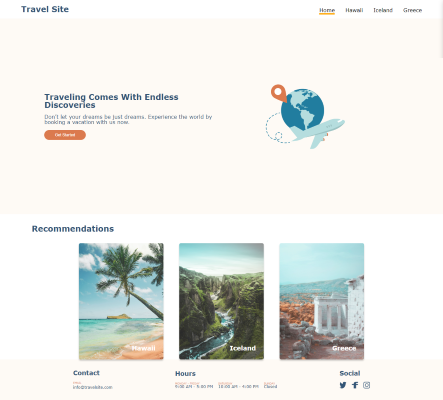 Travel Site
Home Hawaii Iceland Greece
Traveling Comes With Endless
Discoveries
Don't let your dreams be just dreams. Experience the world by
booking a vacation with us now.
Get Started
Recommendations
Hawaii Iceland Greece
Contact Hours Social
info@travelsite.com 9:00 AM - 5:00 PM 10:00 AM - 4:00 PM Closed